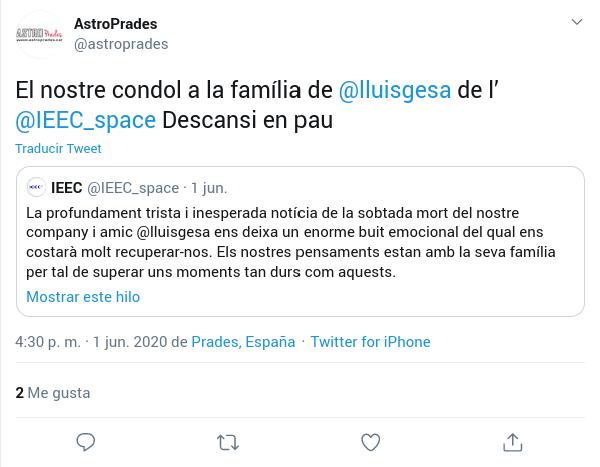 AstroPrades
@astroprades
El nostre condol a la família de @lluisgesa de l’
@IEEC_space Descansi en pau
Traducir Tweet
IEEC @IEEC_space · 1 jun.
La profundament trista i inesperada notícia de la sobtada mort del nostre
company i amic @lluisgesa ens deixa un enorme buit emocional del qual ens
costarà molt recuperar-nos. Els nostres pensaments estan amb la seva família
per tal de superar uns moments tan durs com aquests.
Mostrar este hilo
4:30 p. m. · 1 jun. 2020 de Prades, España · Twitter for iPhone
2 Me gusta